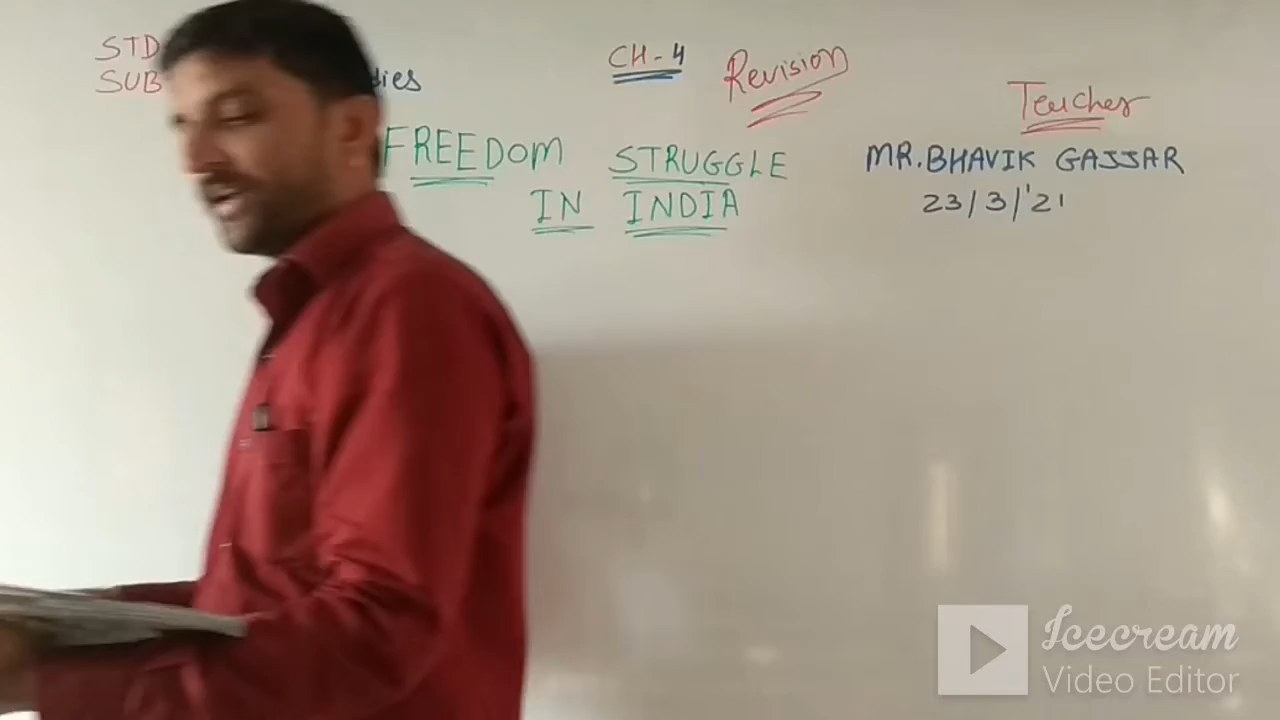 STD
SUB
CH-4
Revision
Teacher
FREEDOM STRUGGLE
IN INDIA
MR.BHAVIK GAJJAR
23/3/'21
Icecream
Video Editor